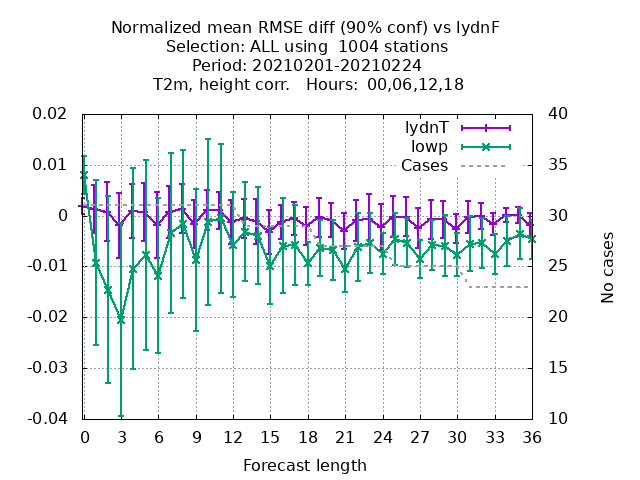 Normalized mean RMSE diff (90% conf) vs lydnF
Selection: ALL using  1004 stations
Period: 20210201-20210224
T2m, height corr.   Hours:  00,06,12,18
lydnT
lowp
Cases
0.02
0.01
0
-0.01
-0.02
-0.03
-0.04
40
35
30
25
20
15
10
No cases
0 3 6 9 12 15 18 21 24 27 30 33 36
Forecast length